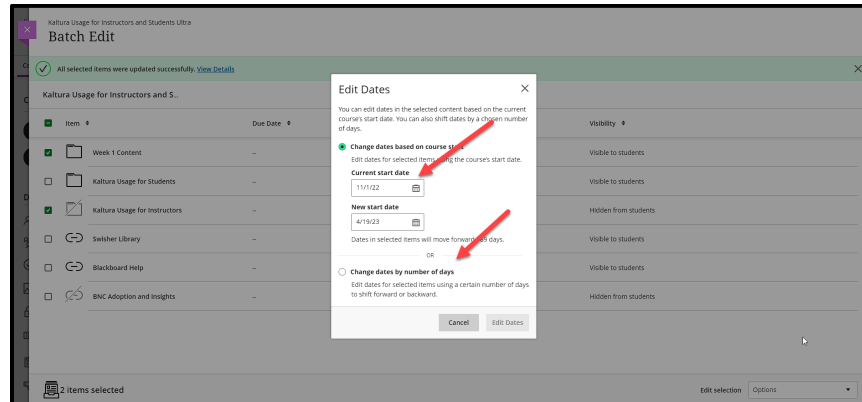 Kaltura Usage for Instructors and Students Ultra
Batch Edit
All selected items were updated successfully. View Details
Kaltura Usage for Instructors and S...
Item
Due Date
Visibility
Week 1 Content
--
Visible to students
Kaltura Usage for Students
--
Visible to students
Kaltura Usage for Instructors
--
Hidden from students
Swisher Library
--
Visible to students
Blackboard Help
--
Visible to students
BNC Adoption and Insights
--
Hidden from students
Edit Dates
You can edit dates in the selected content based on the current
course's start date. You can also shift dates by a chosen number
of days.
Change dates based on course
Edit dates for selected items using the course's start date.
Current start date
11/1/22
New start date
4/19/23
Dates in selected items will move forward days.
OR
Change dates by number of days
Edit dates for selected items using a certain number of days
to shift forward or backward.
Cancel
Edit Dates
2 items selected
Edit selection
Options